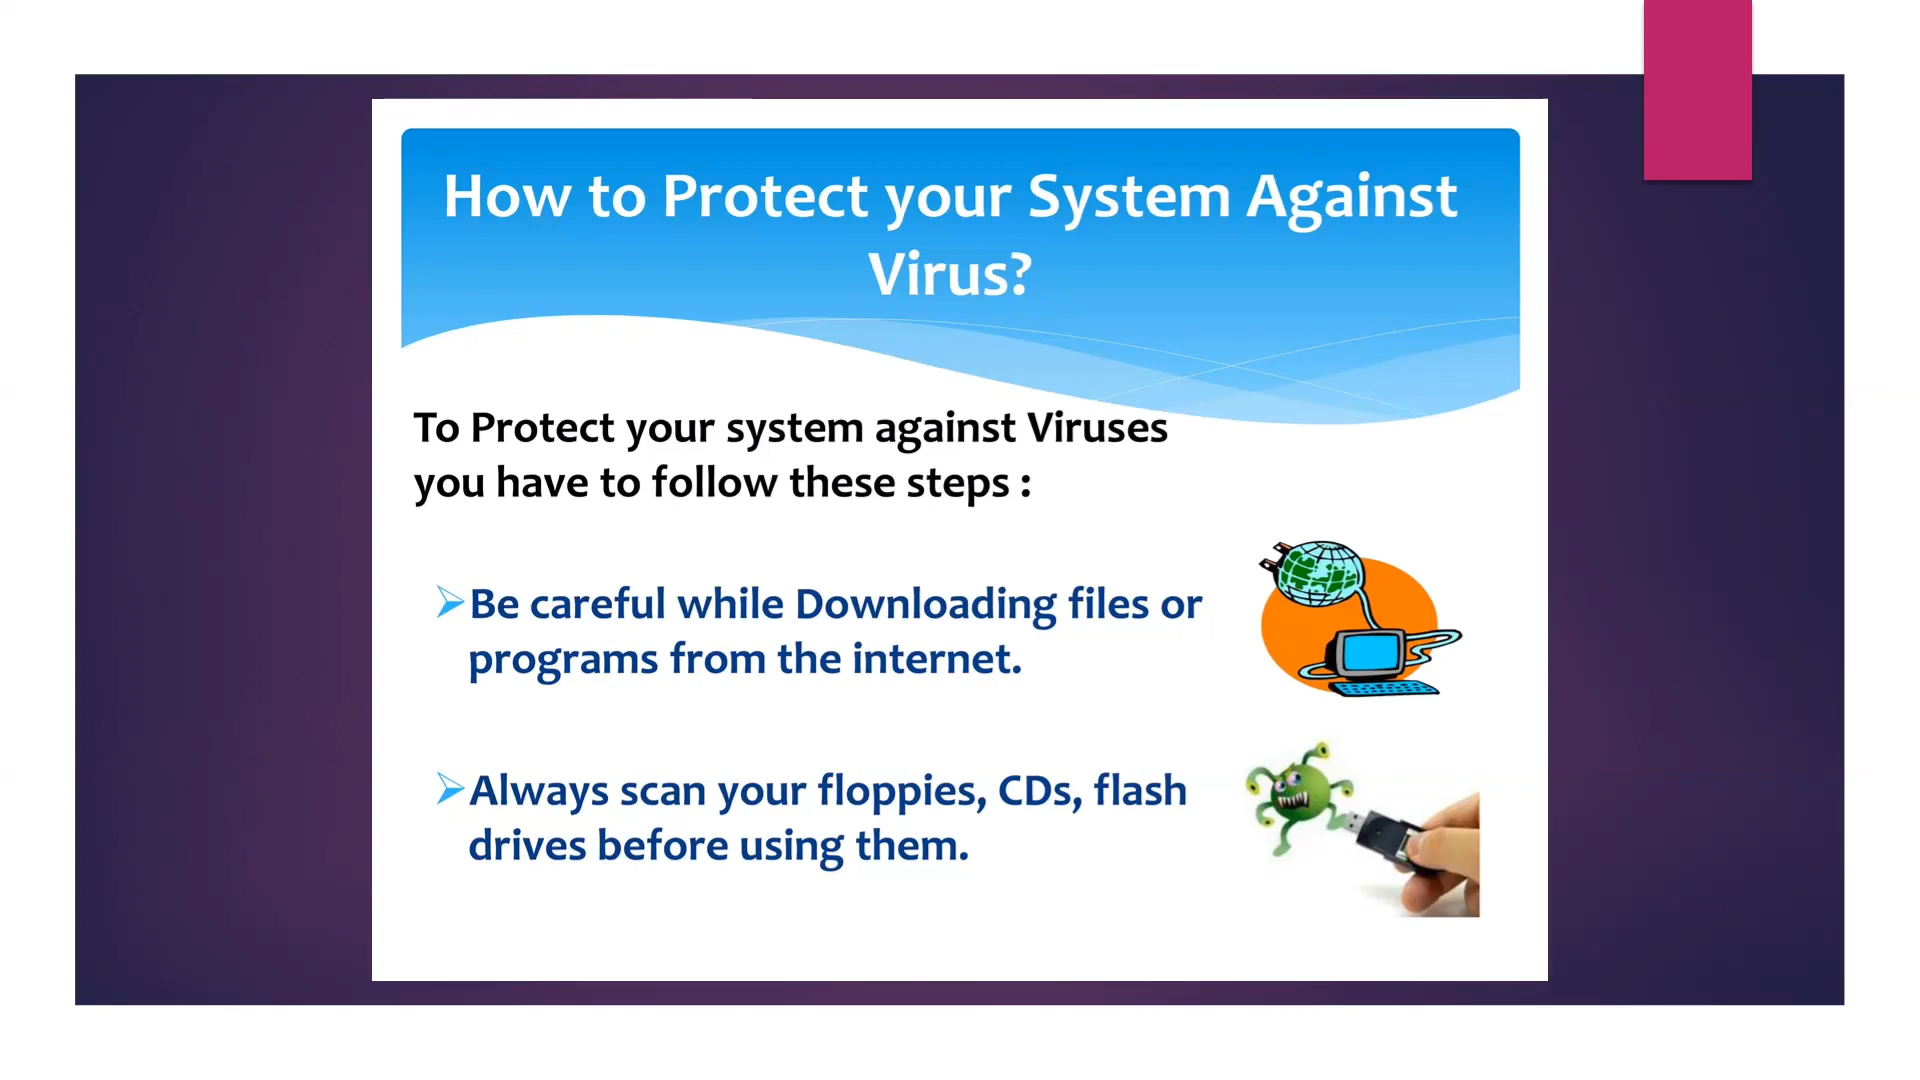 How to Protect your System Against
Virus?
To Protect your system against Viruses
you have to follow these steps :
➢Be careful while Downloading files or
programs from the internet.
➢Always scan your floppies, CDs, flash
drives before using them.